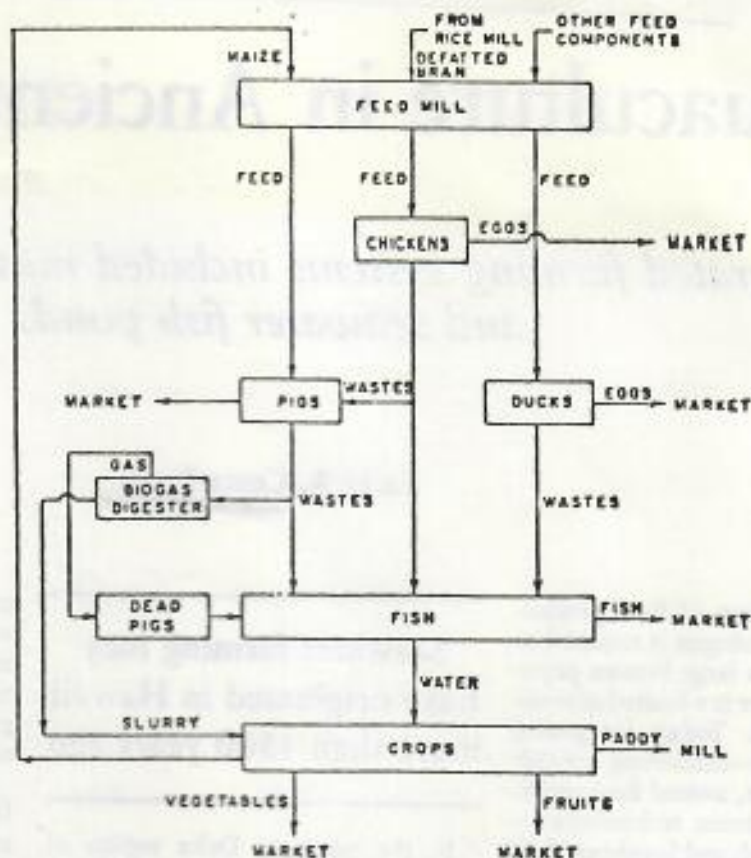 FROM RICE MILL
OTHER FEED COMPONENTS
MAIZE
DEFATTED BRAN
FEED MILL
FEED
FEED
FEED
CHICKENS
EGGS
MARKET
MARKET
PIGS
WASTES
DUCKS
EGGS
MARKET
GAS
BIOGAS
DIGESTER
WASTES
WASTES
DEAD
PIGS
FISH
FISH
MARKET
WATER
SLURRY
CROPS
PADDY
MILL
VEGETABLES
FRUITS
MARKET
MARKET